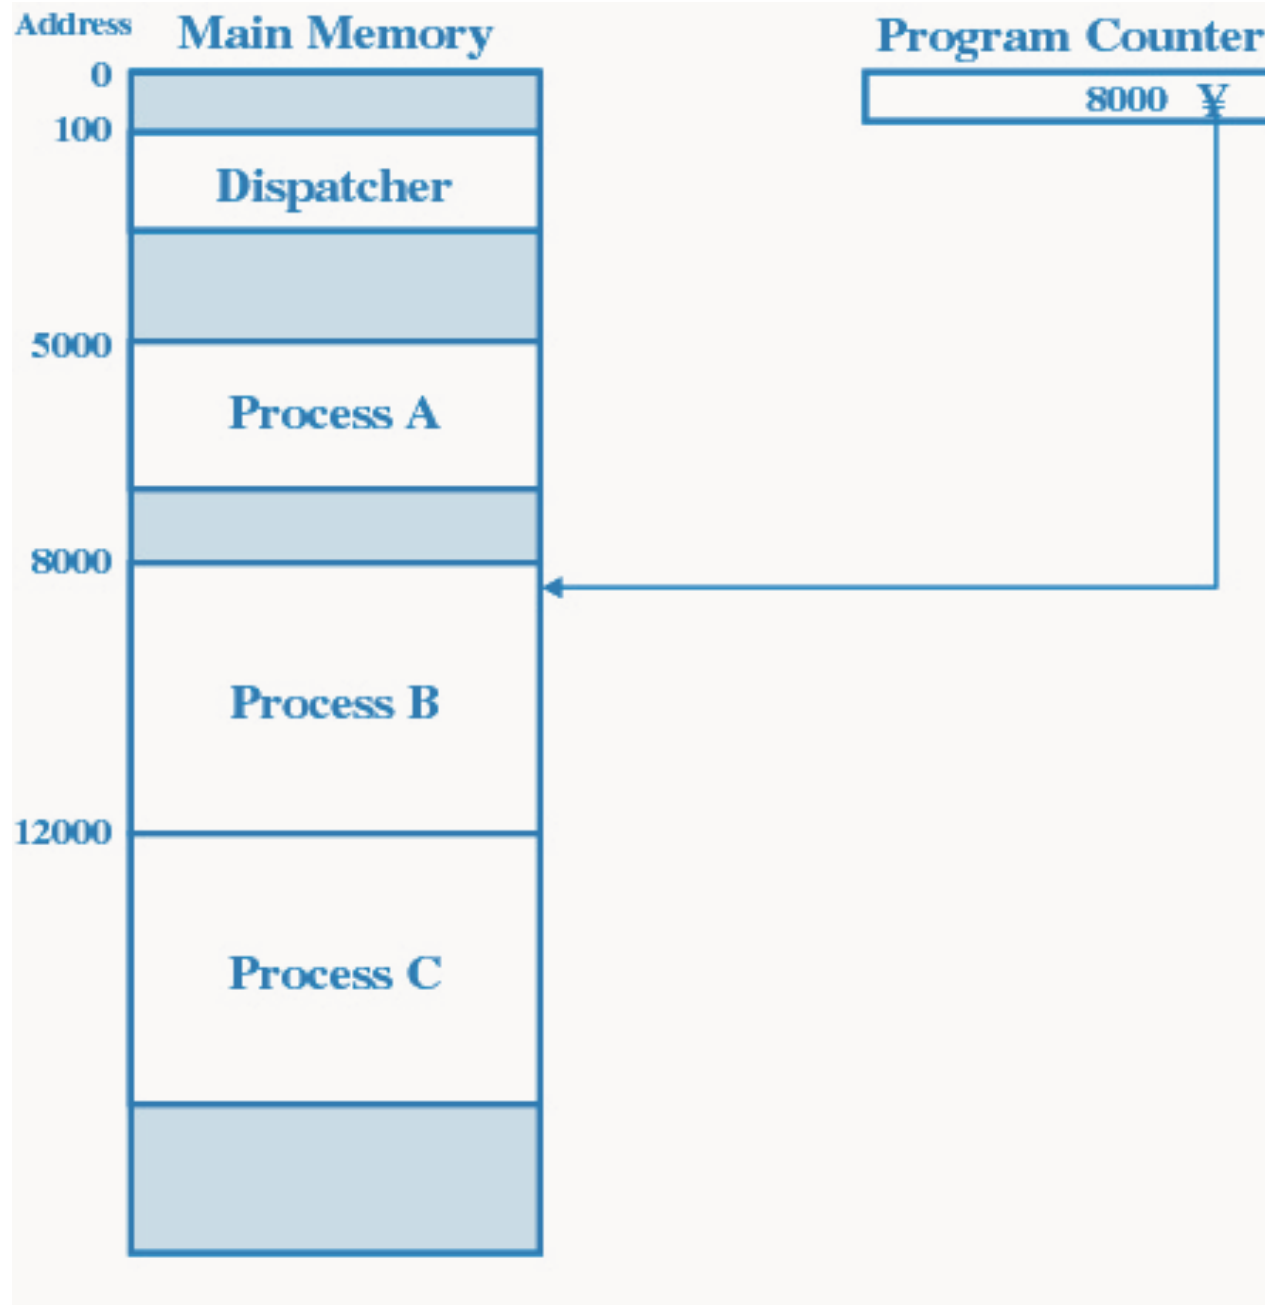 Address
Main Memory
Program Counter
0
8000 ¥
100
Dispatcher
5000
Process A
8000
Process B
12000
Process C